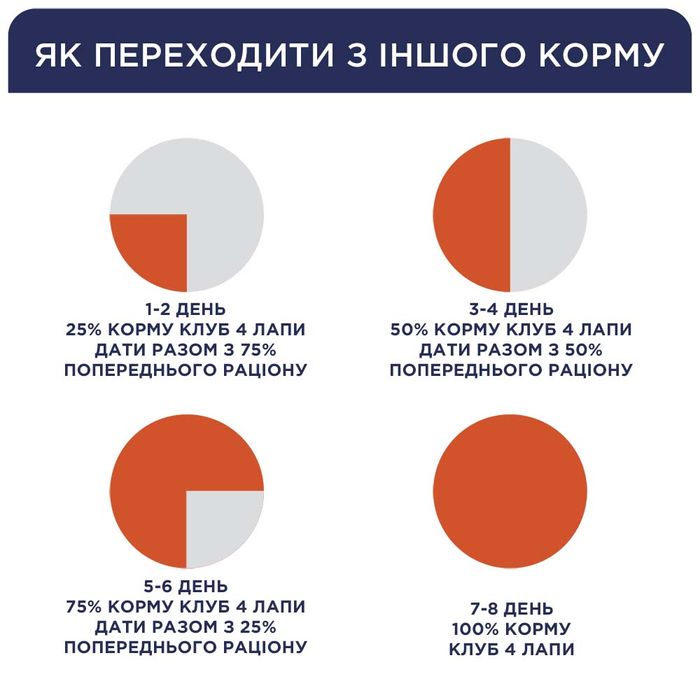 ЯК ПЕРЕХОДИТИ З ІНШОГО КОРМУ
1-2 ДЕНЬ
25% КОРМУ КЛУБ 4 ЛАПИ
ДАТИ РАЗОМ З 75%
ПОПЕРЕДНЬОГО РАЦІОНУ
3-4 ДЕНЬ
50% КОРМУ КЛУБ 4 ЛАПИ
ДАТИ РАЗОМ З 50%
ПОПЕРЕДНЬОГО РАЦІОНУ
5-6 ДЕНЬ
75% КОРМУ КЛУБ 4 ЛАПИ
ДАТИ РАЗОМ З 25%
ПОПЕРЕДНЬОГО РАЦІОНУ
7-8 ДЕНЬ
100% КОРМУ
КЛУБ 4 ЛАПИ